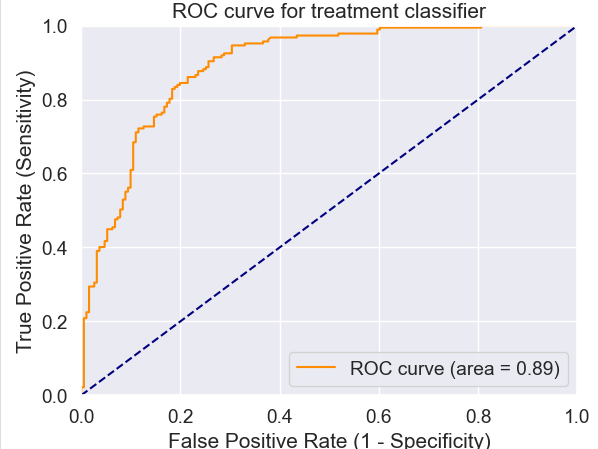 ROC curve for treatment classifier
True Positive Rate (Sensitivity)
1.0
0.8
0.6
0.4
0.2
0.0
ROC curve (area = 0.89)
0.0 0.2 0.4 0.6 0.8 1.0
False Positive Rate (1 - Specificity)